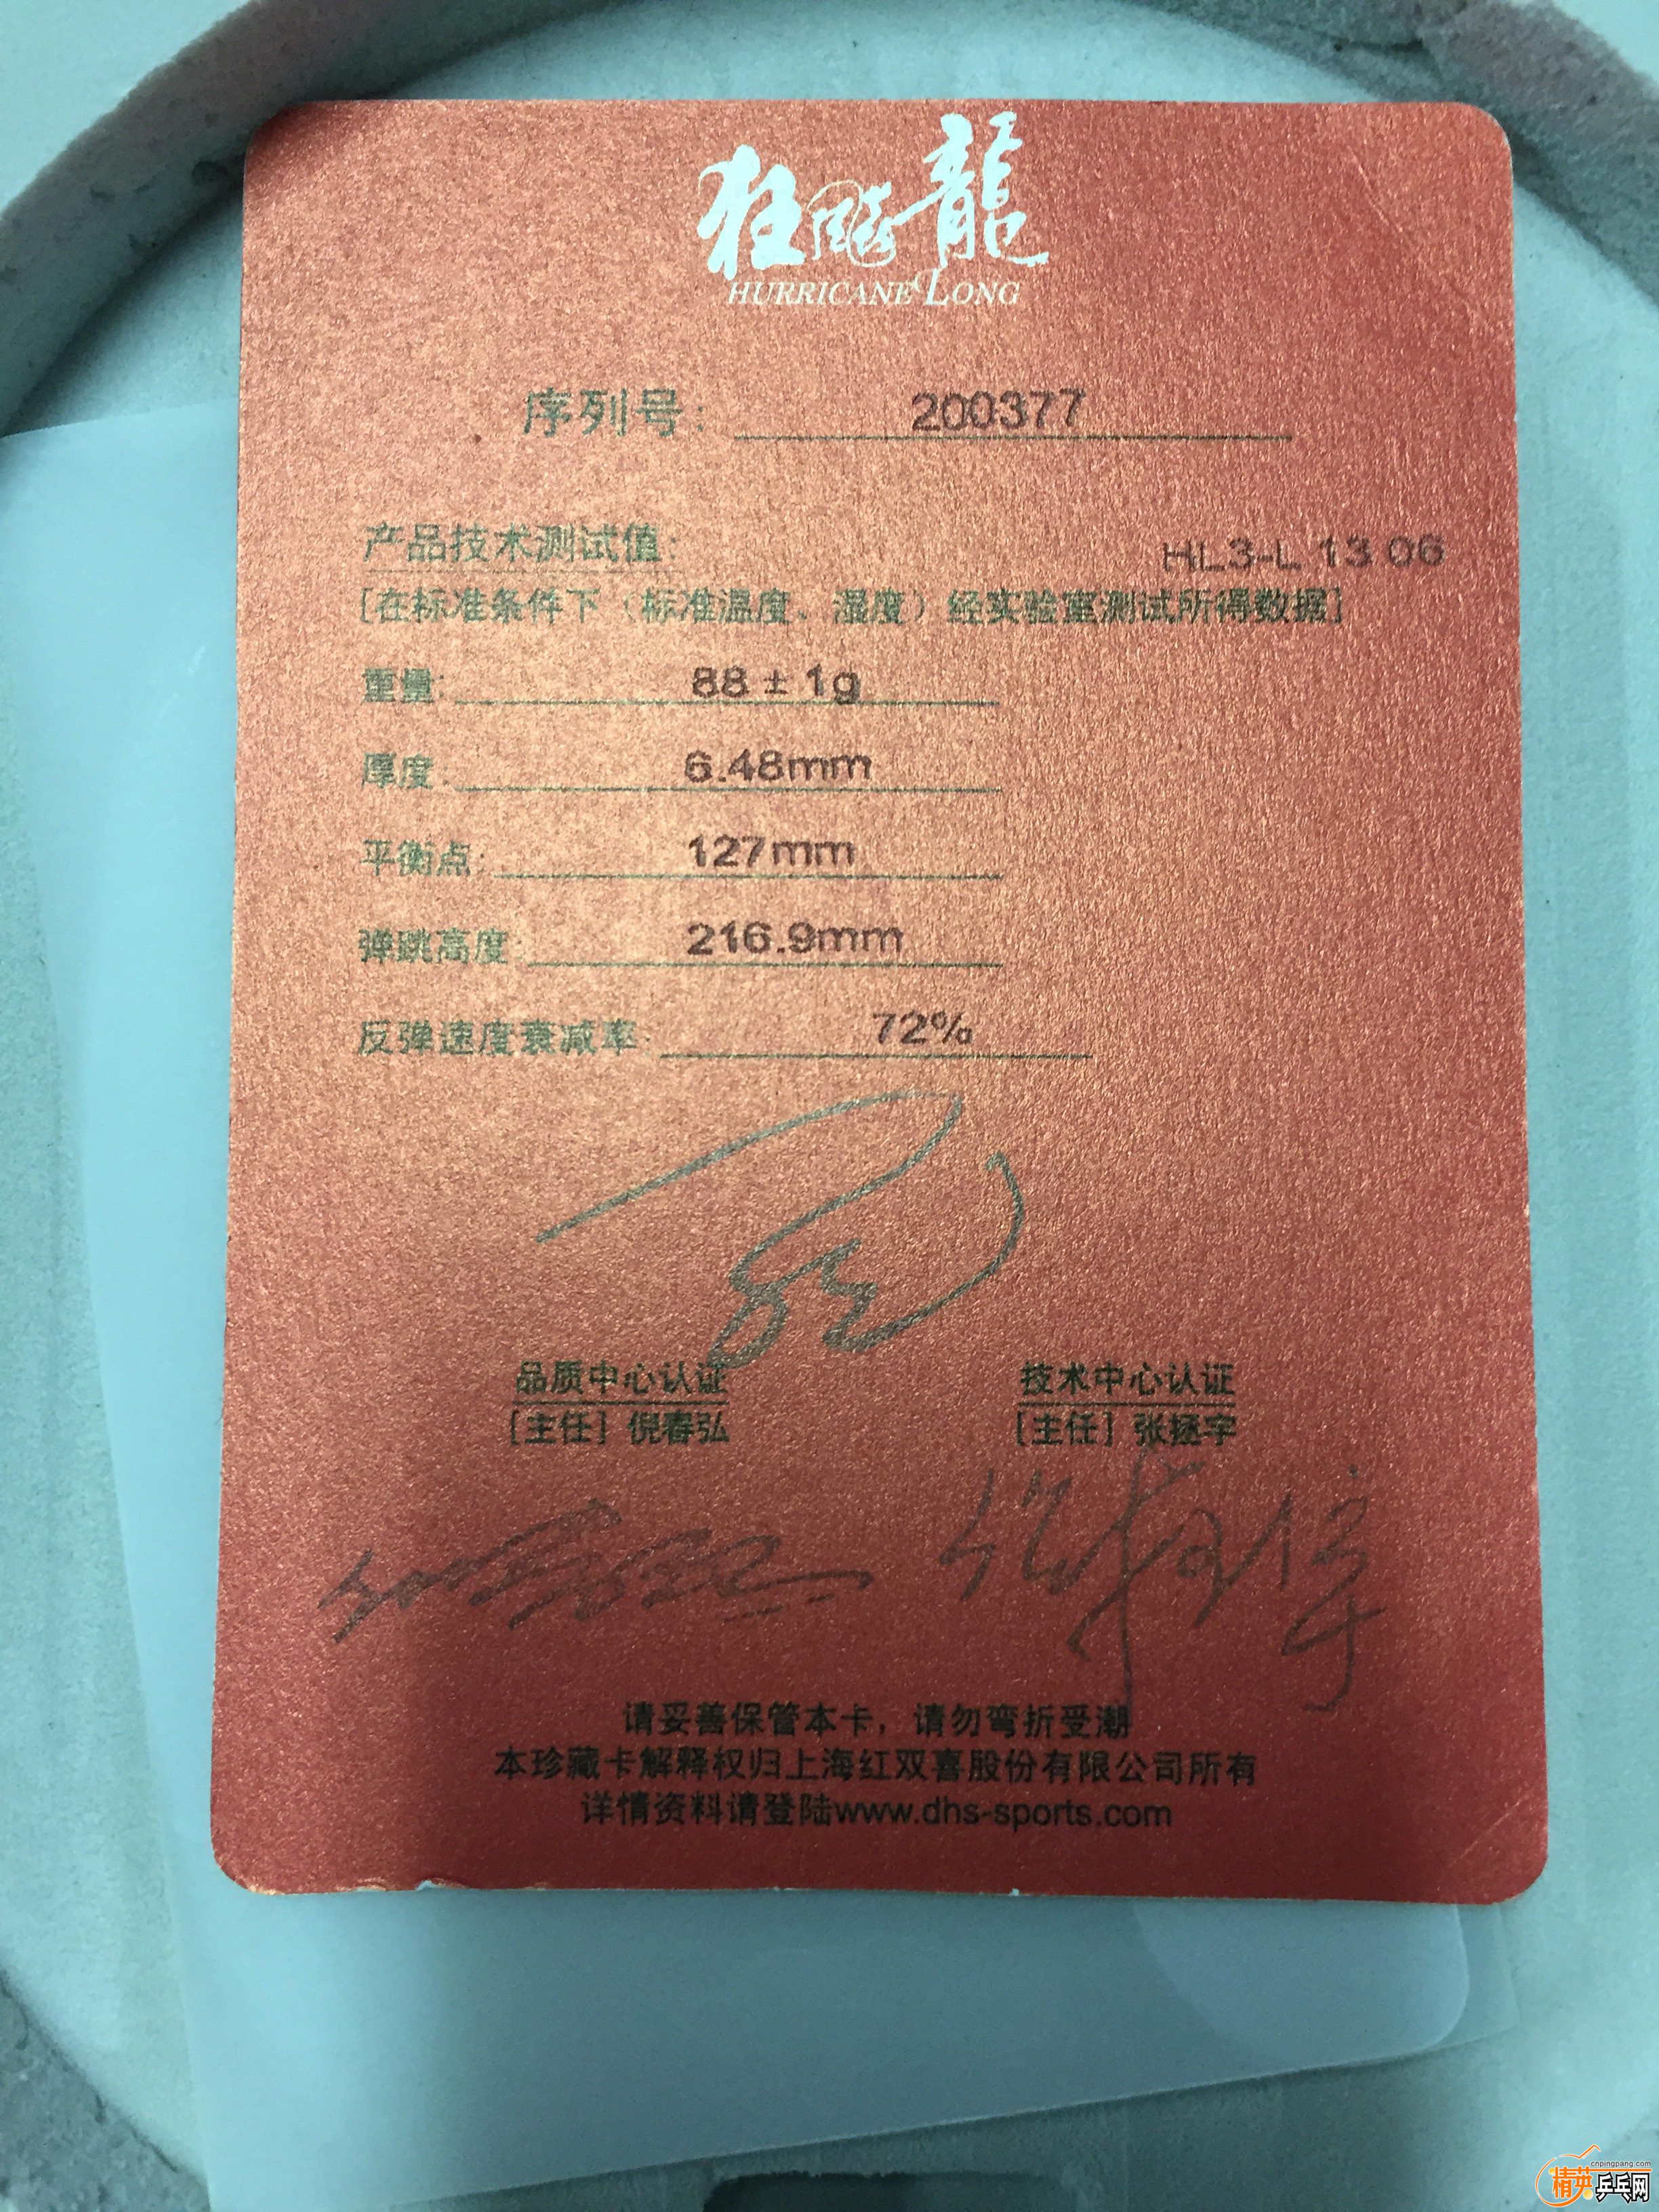 狂飚龍
HURRICANE LONG
序列号: 200377
产品技术测试值:
HL3-L 13 06
[在标准条件下（标准温度、湿度）经实验室测试所得数据]
重量: 88 ± 1g
厚度: 6.48mm
平衡点: 127mm
弹跳高度: 216.9mm
反弹速度衰减率: 72%
品质中心认证 技术中心认证
[主任] 倪春弘 [主任] 张拯宇
请妥善保管本卡，请勿弯折受潮
本珍藏卡解释权归上海红双喜股份有限公司所有
详情资料请登陆www.dhs-sports.com
cnpingpang.com
精英乒乓网